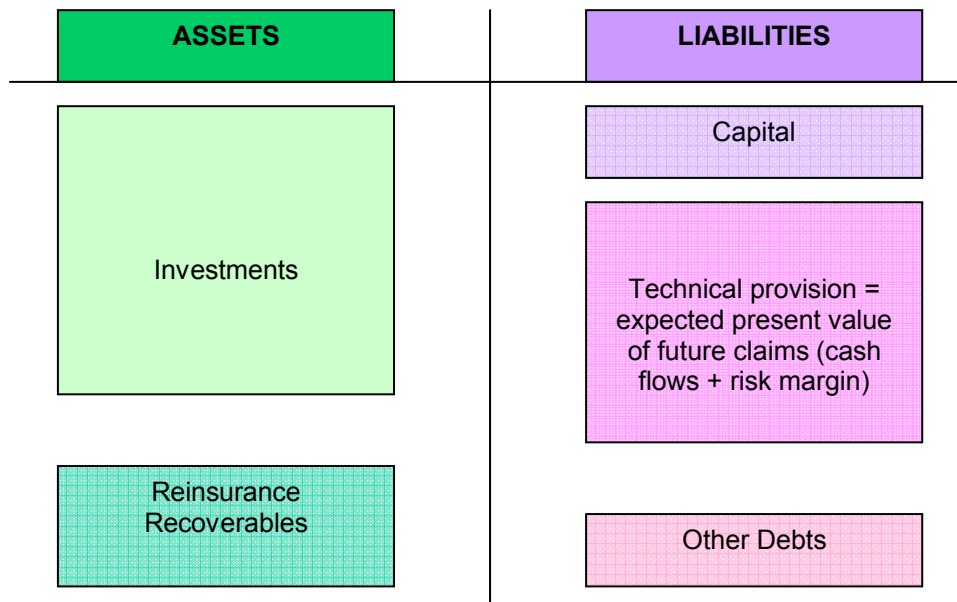 ASSETS
LIABILITIES
Capital
Investments
Technical provision =
expected present value
of future claims (cash
flows + risk margin)
Reinsurance
Recoverables
Other Debts